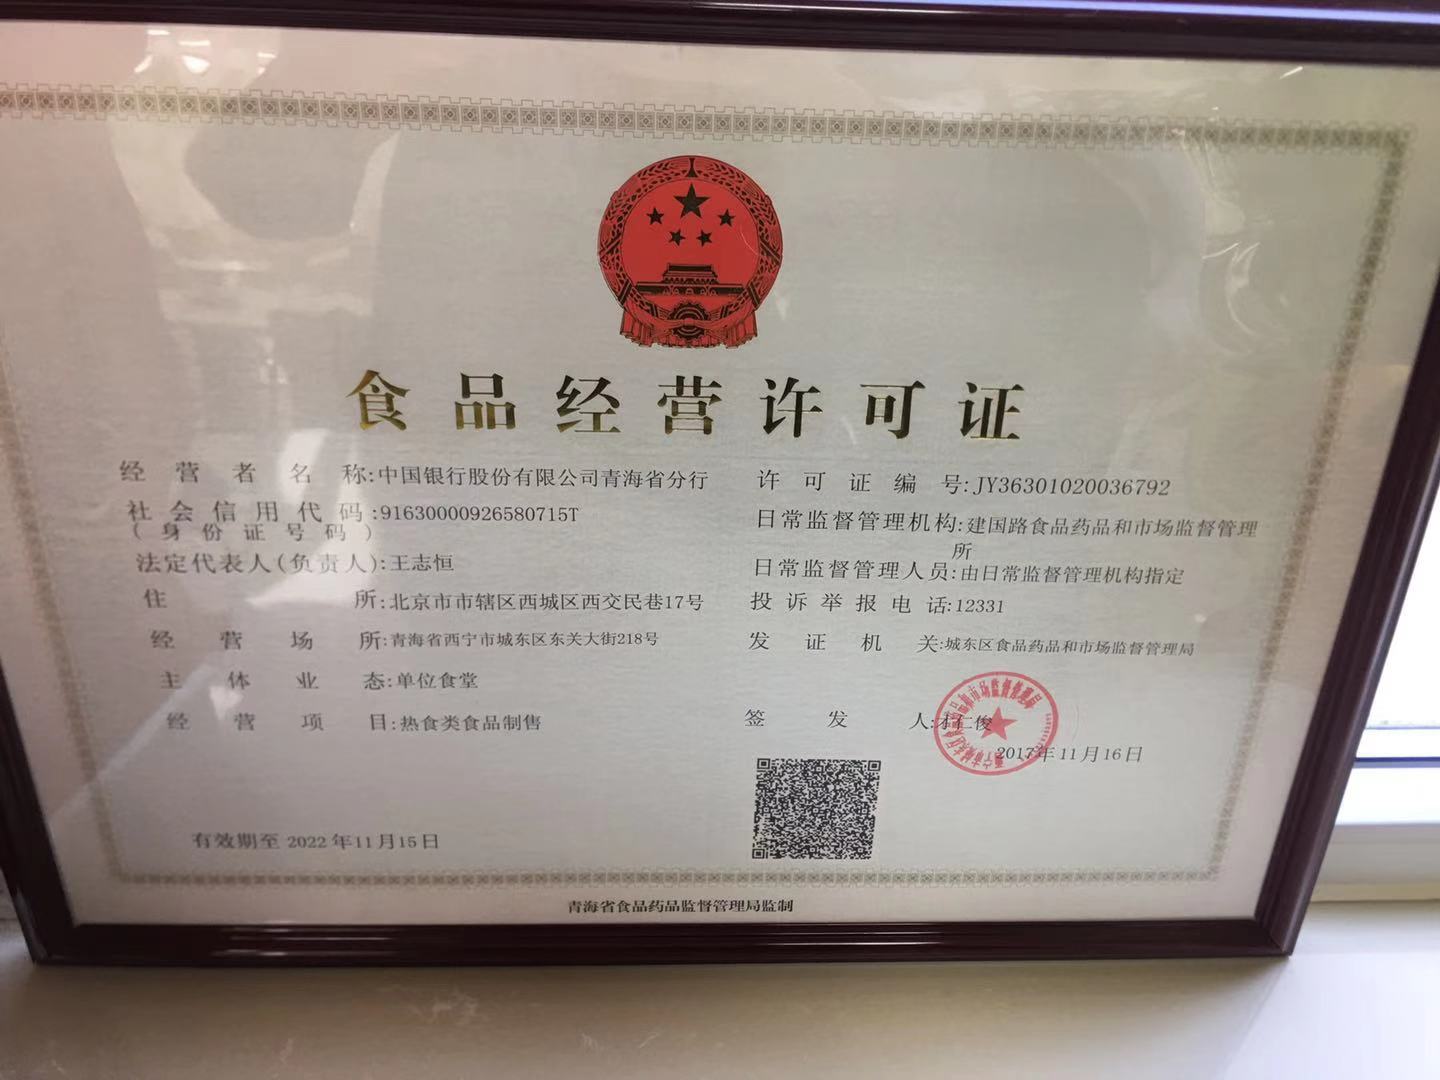 食品经营许可证
经营者名称:中国银行股份有限公司青海省分行
社会信用代码:91630000926580715T
(身份证号码)
法定代表人(负责人):王志恒
住所:北京市市辖区西城区西交民巷17号
经营场所:青海省西宁市城东区东关大街218号
主体业态:单位食堂
经营项目:热食类食品制售
有效期至 2022年11月15日
许可证编号:JY36301020036792
日常监督管理机构:建国路食品药品和市场监督管理
所
日常监督管理人员:由日常监督管理机构指定
投诉举报电话:12331
发证机关:城东区食品药品和市场监督管理局
签发人:才仁俊
2017年11月16日
青海省食品药品监督管理局监制